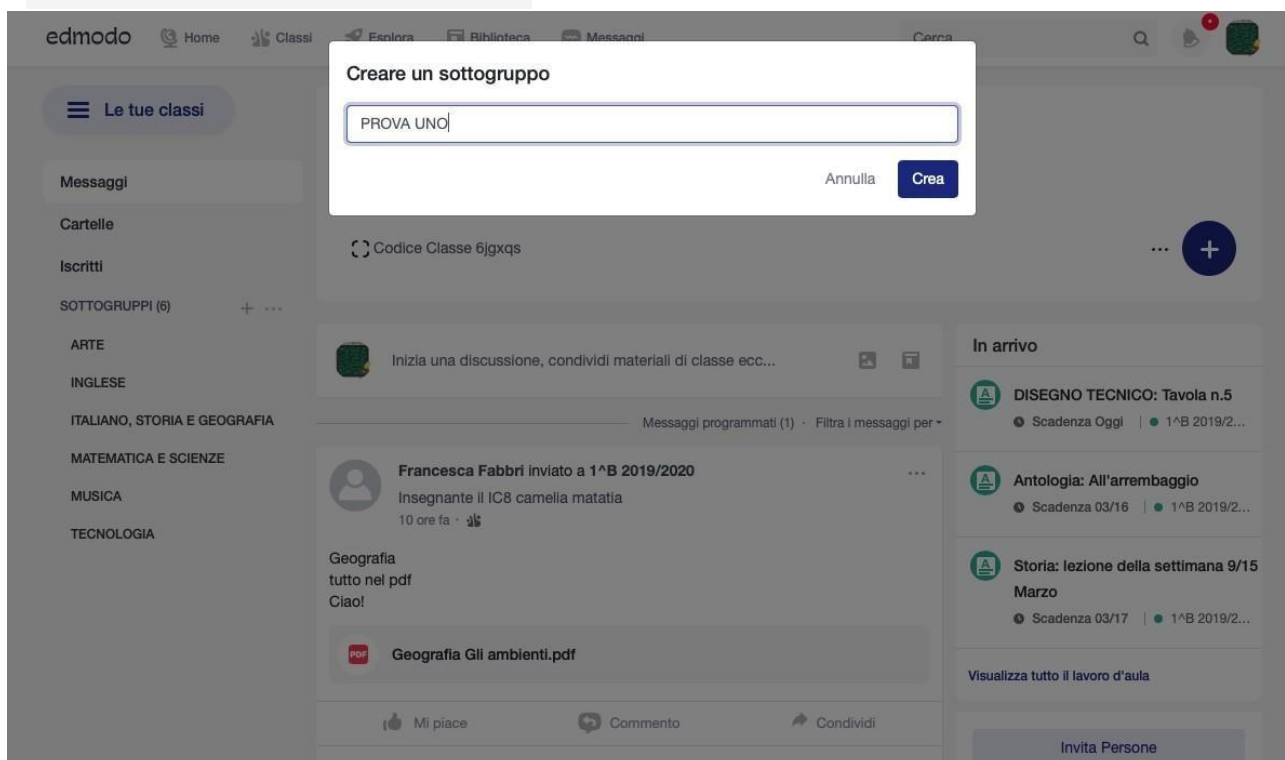 edmodo Home Classi Esplora Biblioteca Messaggi Cerca
Creare un sottogruppo
PROVA UNO
Annulla Crea
Le tue classi
Messaggi
Cartelle
Iscritti
SOTTOGRUPPI (6)
ARTE
INGLESE
ITALIANO, STORIA E GEOGRAFIA
MATEMATICA E SCIENZE
MUSICA
TECNOLOGIA
Codice Classe 6jgxqs
Inizia una discussione, condividi materiali di classe ecc...
Messaggi programmati (1) · Filtra i messaggi per
Francesca Fabbri inviato a 1^B 2019/2020
Insegnante il IC8 camelia matatia
10 ore fa ·
Geografia
tutto nel pdf
Ciao!
PDF Geografia Gli ambienti.pdf
Mi piace Commento Condividi
In arrivo
DISEGNO TECNICO: Tavola n.5
Scadenza Oggi | 1^B 2019/2...
Antologia: All'arrembaggio
Scadenza 03/16 | 1^B 2019/2...
Storia: lezione della settimana 9/15
Marzo
Scadenza 03/17 | 1^B 2019/2...
Visualizza tutto il lavoro d'aula
Invita Persone